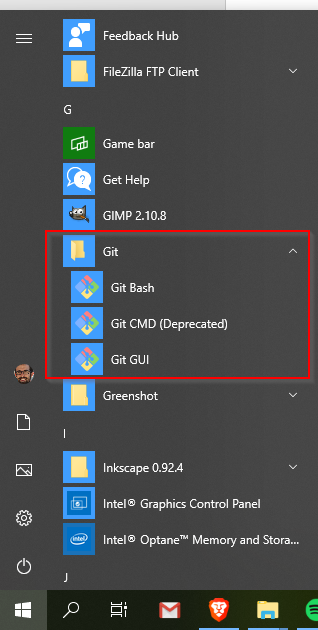 Feedback Hub
FileZilla FTP Client
G
Game bar
Get Help
GIMP 2.10.8
Git
Git Bash
Git CMD (Deprecated)
Git GUI
Greenshot
I
Inkscape 0.92.4
Intel® Graphics Control Panel
Intel® Optane™ Memory and Stora...
J